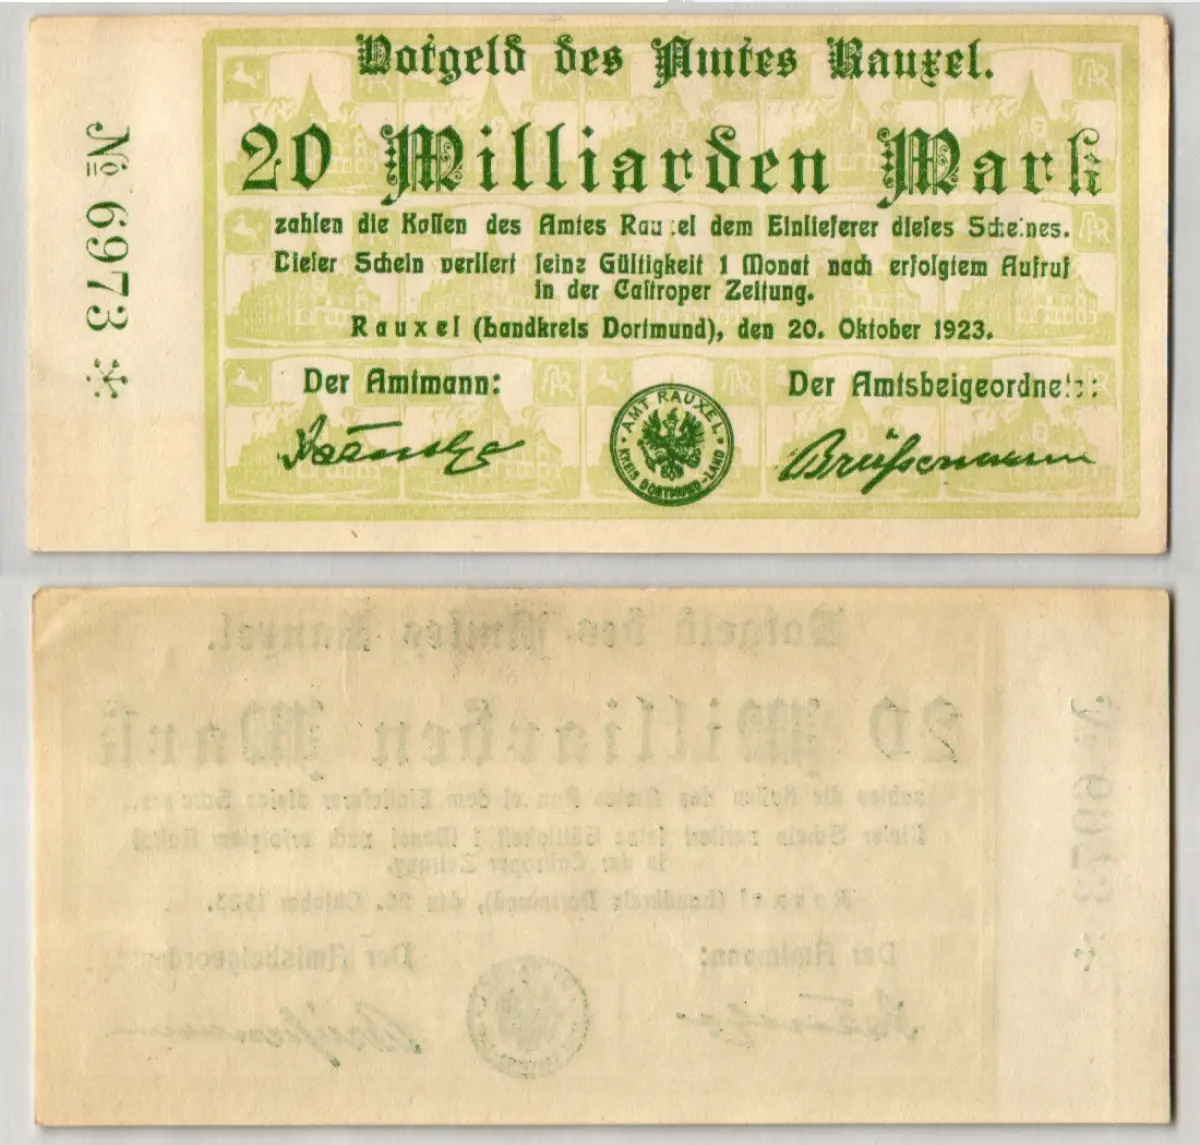 Notgeld des Amtes Rauxel.
20 Milliarden Mark
zahlen die Kassen des Amtes Rauxel dem Einlieferer dieses Scheines.
Dieser Schein verliert seine Gültigkeit 1 Monat nach erfolgtem Aufruf
in der Castroper Zeitung.
Rauxel (Landkreis Dortmund), den 20. Oktober 1923.
Der Amtmann:
Der Amtsbeigeordnete:
AMT RAUXEL
KREIS DORTMUND-LAND
Brüssermann
№ 6973 *